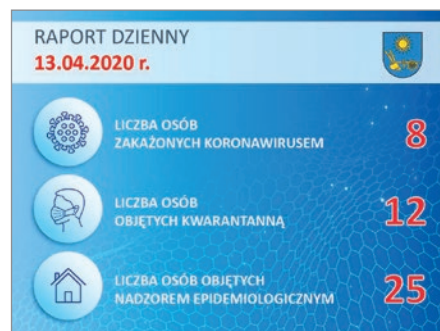 RAPORT DZIENNY
13.04.2020 r.
LICZBA OSÓB
ZAKAŻONYCH KORONAWIRUSEM
8
LICZBA OSÓB
OBJĘTYCH KWARANTANNĄ
12
LICZBA OSÓB OBJĘTYCH
NADZOREM EPIDEMIOLOGICZNYM
25